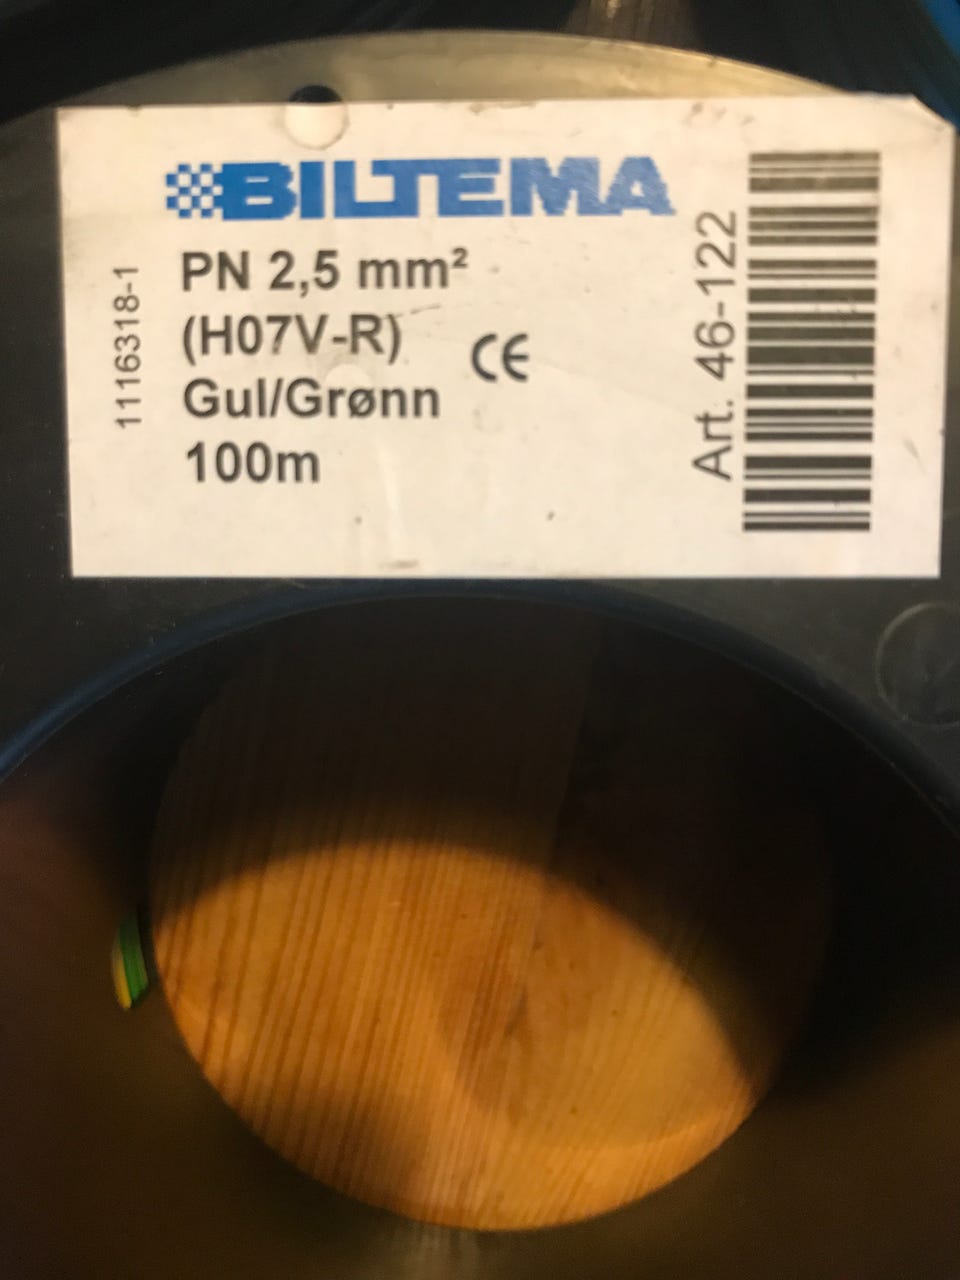 BILTEMA
PN 2,5 mm²
(H07V-R)
CE
Gul/Grønn
100m
1116318-1
Art. 46-122